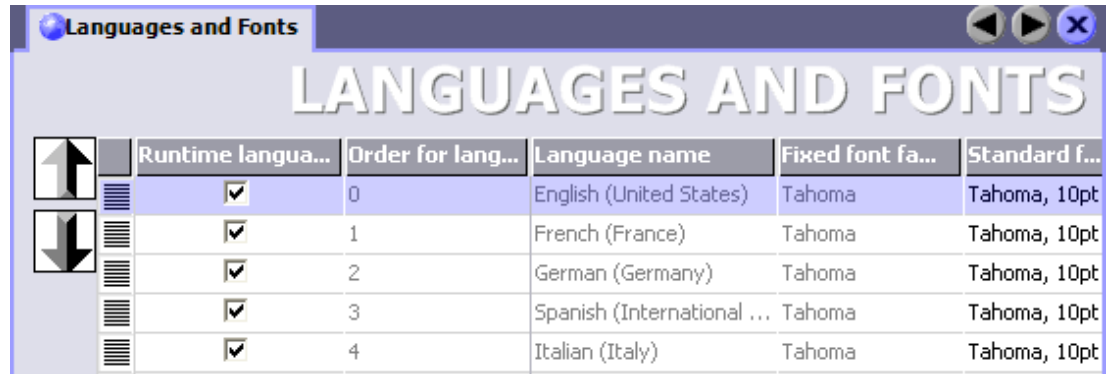 Languages and Fonts
LANGUAGES AND FONTS
Runtime langua... Order for lang... Language name Fixed font fa... Standard f...
0 English (United States) Tahoma Tahoma, 10pt
1 French (France) Tahoma Tahoma, 10pt
2 German (Germany) Tahoma Tahoma, 10pt
3 Spanish (International ... Tahoma Tahoma, 10pt
4 Italian (Italy) Tahoma Tahoma, 10pt